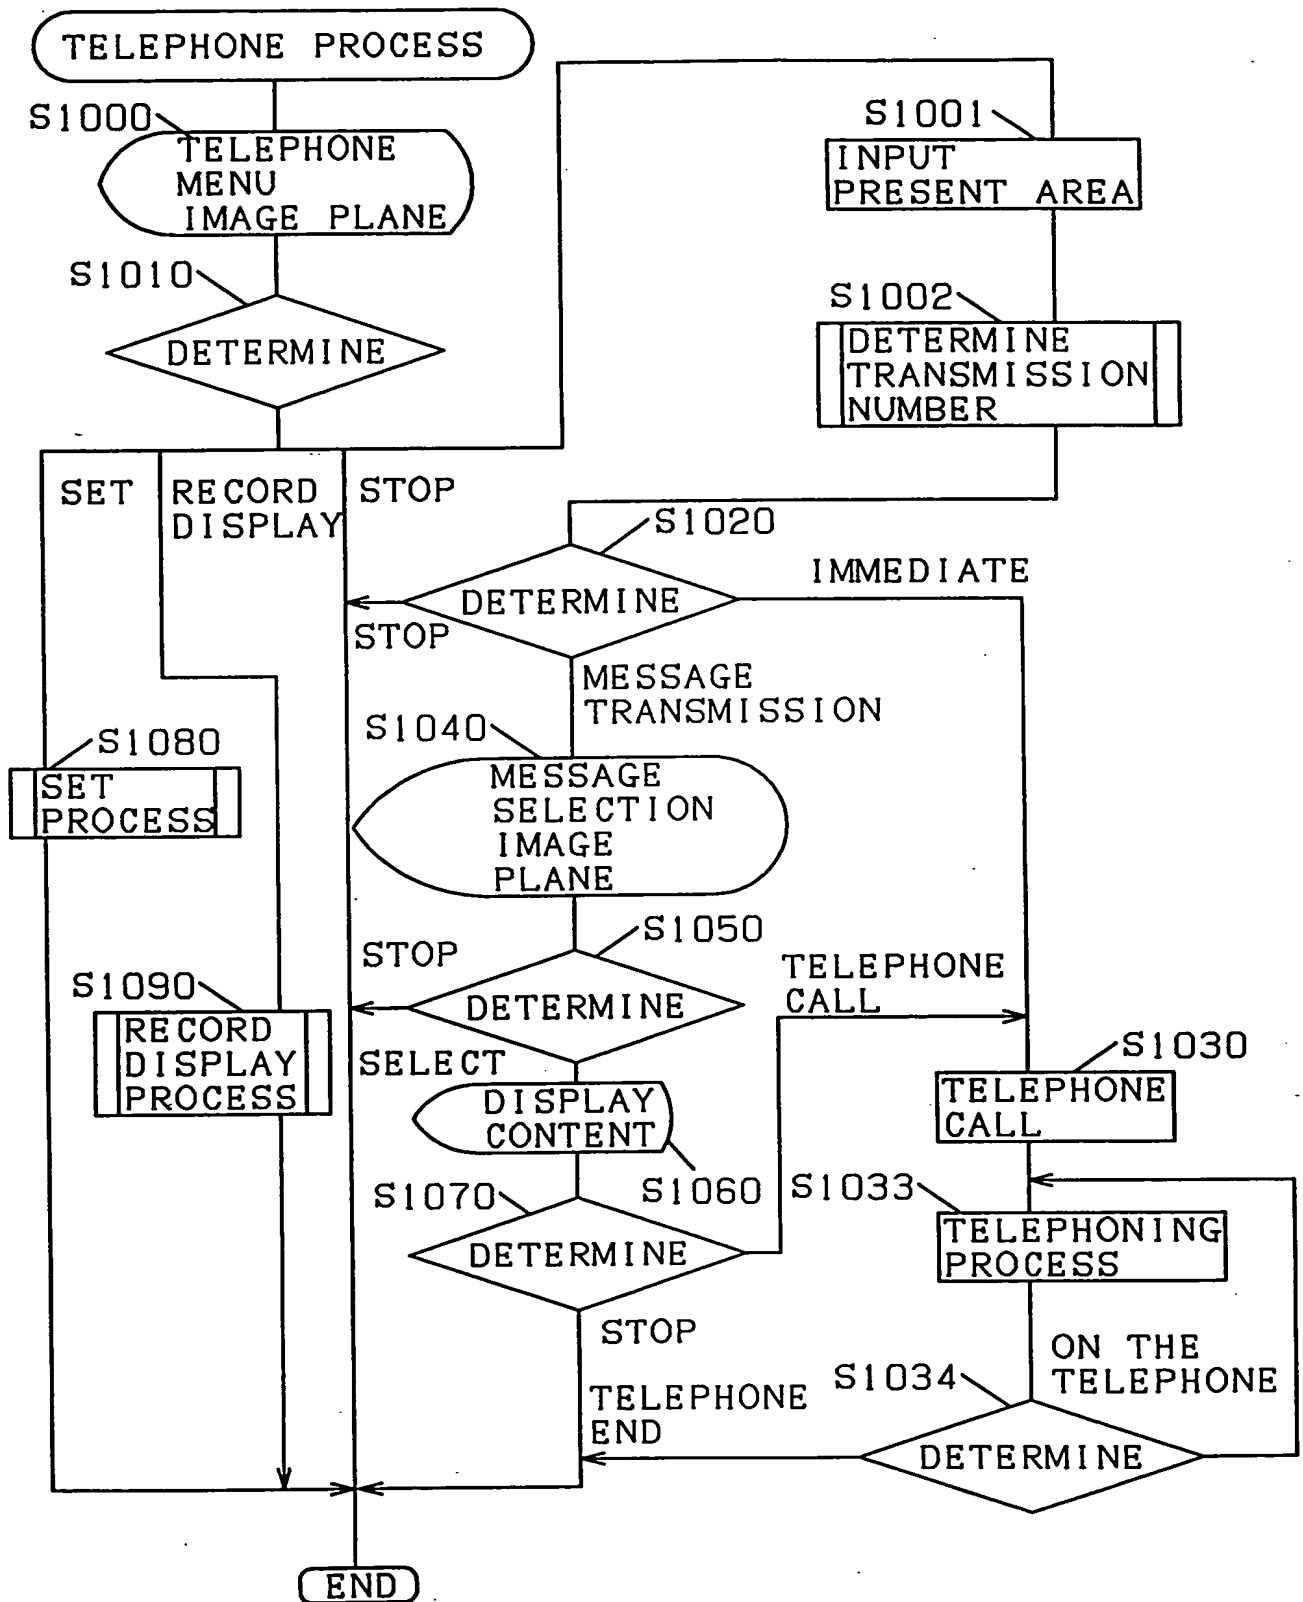 TELEPHONE PROCESS
S1000
TELEPHONE
MENU
IMAGE PLANE
S1010
DETERMINE
S1001
INPUT
PRESENT AREA
S1002
DETERMINE
TRANSMISSION
NUMBER
SET
RECORD
DISPLAY
STOP
S1020
DETERMINE
IMMEDIATE
STOP
MESSAGE
TRANSMISSION
S1040
MESSAGE
SELECTION
IMAGE
PLANE
S1080
SET
PROCESS
S1050
STOP
DETERMINE
TELEPHONE
CALL
S1090
RECORD
DISPLAY
PROCESS
SELECT
DISPLAY
CONTENT
S1060
S1030
TELEPHONE
CALL
S1070
DETERMINE
S1033
TELEPHONING
PROCESS
STOP
ON THE
TELEPHONE
S1034
DETERMINE
TELEPHONE
END
END